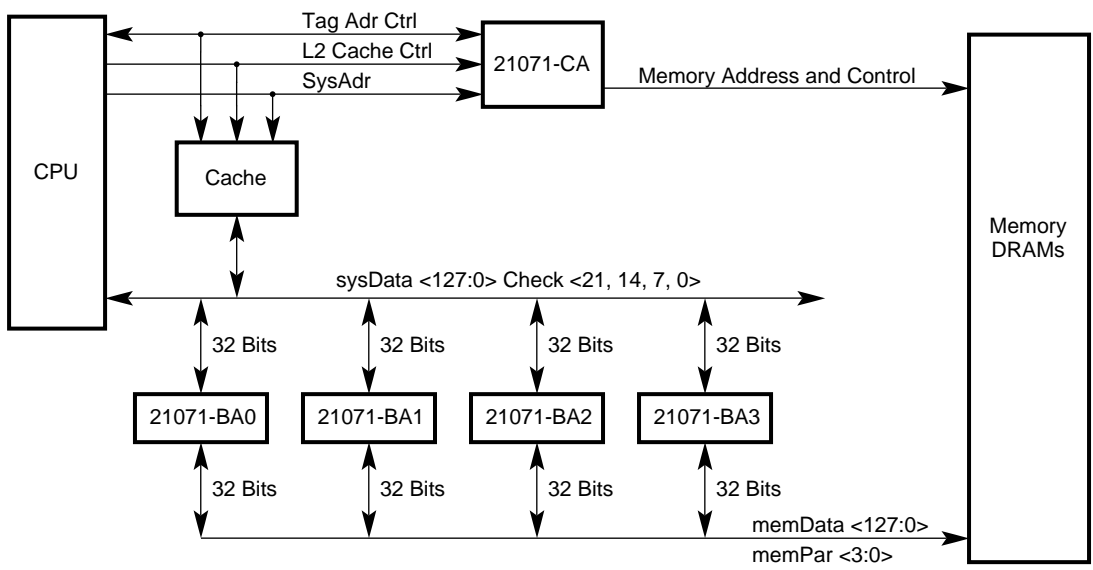 Tag Adr Ctrl
L2 Cache Ctrl
SysAdr
21071-CA
Memory Address and Control
CPU
Cache
Memory
DRAMs
sysData <127:0> Check <21, 14, 7, 0>
32 Bits
32 Bits
32 Bits
32 Bits
21071-BA0
21071-BA1
21071-BA2
21071-BA3
32 Bits
32 Bits
32 Bits
32 Bits
memData <127:0>
memPar <3:0>